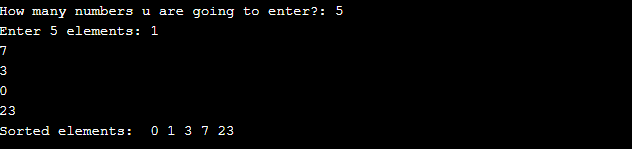 How many numbers u are going to enter?: 5
Enter 5 elements: 1
7
3
0
23
Sorted elements:  0 1 3 7 23